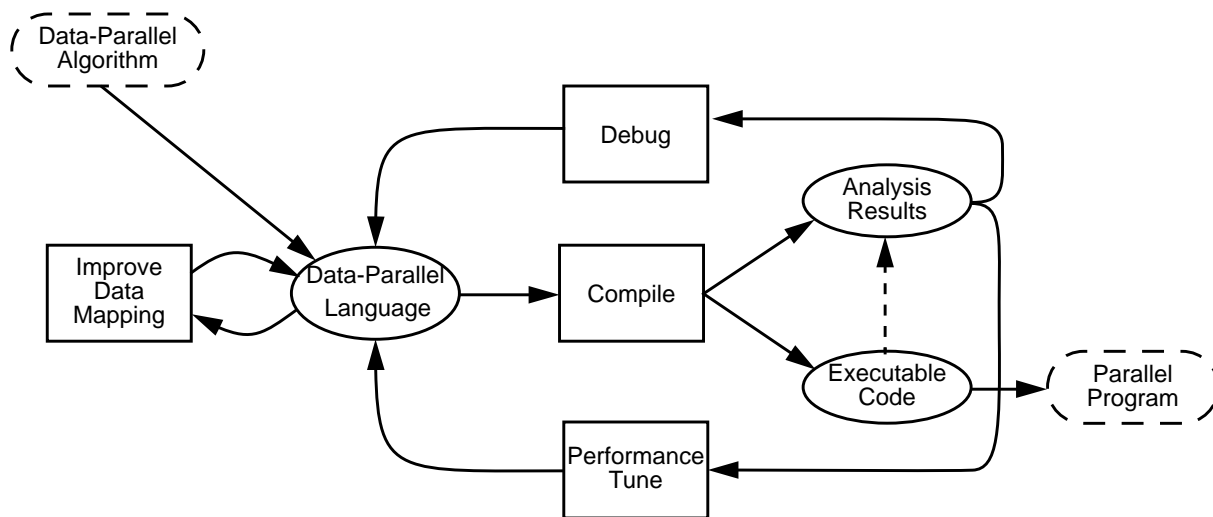 Data-Parallel
Algorithm
Debug
Analysis
Results
Improve
Data
Mapping
Data-Parallel
Language
Compile
Executable
Code
Parallel
Program
Performance
Tune